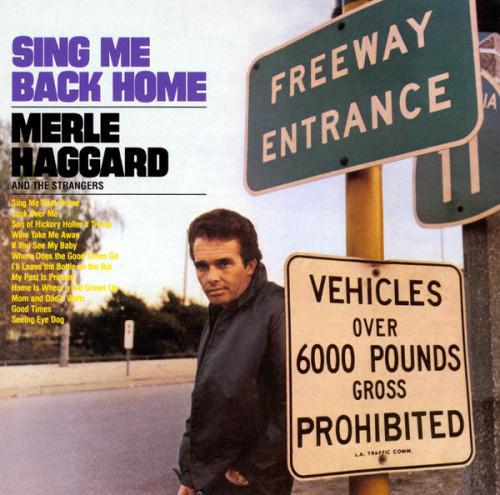 SING ME
BACK HOME
MERLE
HAGGARD
AND THE STRANGERS
Sing Me Back Home
Look Over Me
Son of Hickory Holler's Tramp
Wine Take Me Away
If You See My Baby
Where Does the Good Times Go
I'll Leave the Bottle on the Bar
My Past Is Present
Home Is Where a Kid Grows Up
Mom and Dad's Waltz
Good Times
Seeing Eye Dog
FREEWAY
ENTRANCE
IA
11
VEHICLES
OVER
6000 POUNDS
GROSS
PROHIBITED
L.A. TRAFFIC COMM.